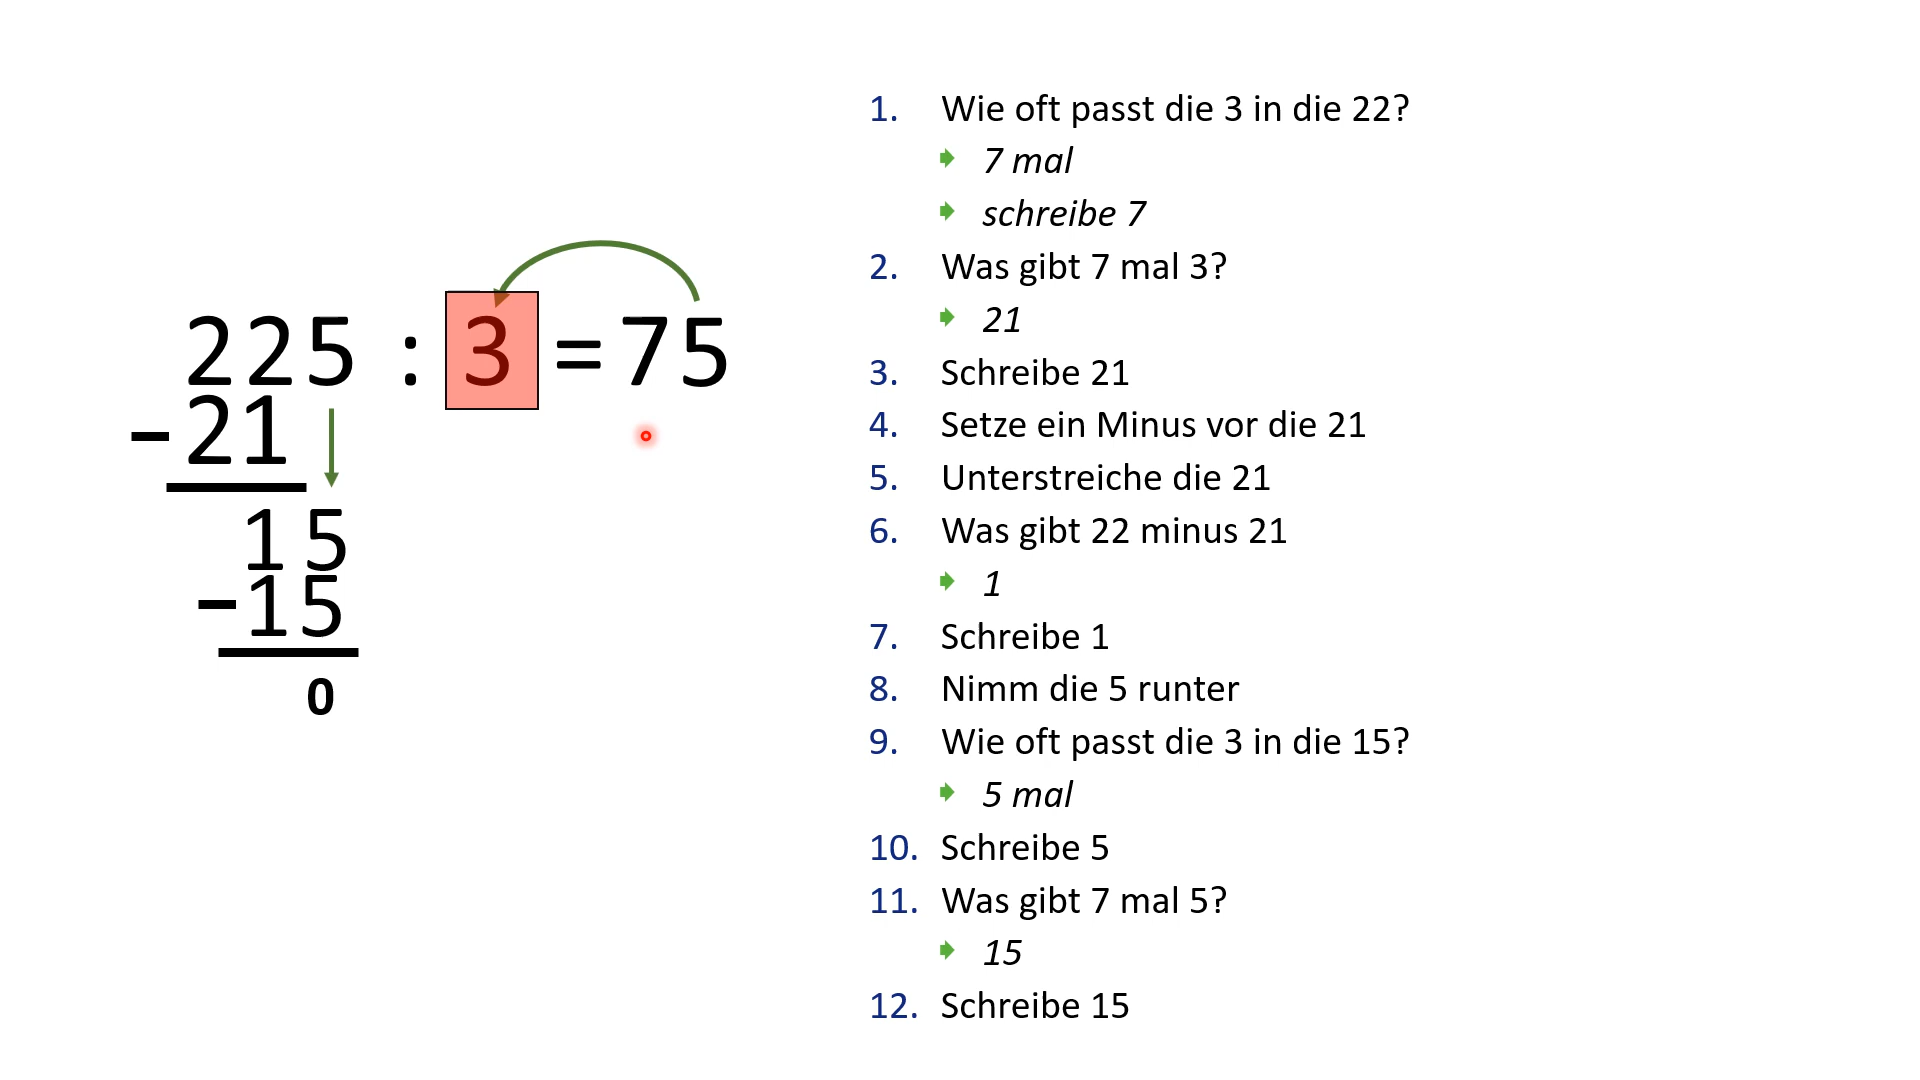 225 : 3 = 75
−21
15
−15
0
1. Wie oft passt die 3 in die 22?
7 mal
schreibe 7
2. Was gibt 7 mal 3?
21
3. Schreibe 21
4. Setze ein Minus vor die 21
5. Unterstreiche die 21
6. Was gibt 22 minus 21
1
7. Schreibe 1
8. Nimm die 5 runter
9. Wie oft passt die 3 in die 15?
5 mal
10. Schreibe 5
11. Was gibt 7 mal 5?
15
12. Schreibe 15